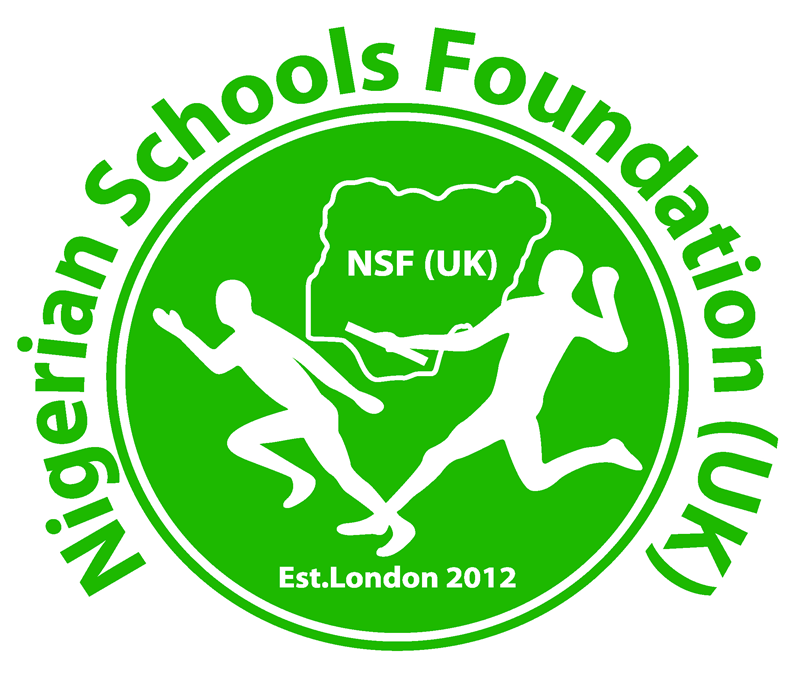 Nigerian Schools Foundation (UK)
NSF (UK)
Est.London 2012